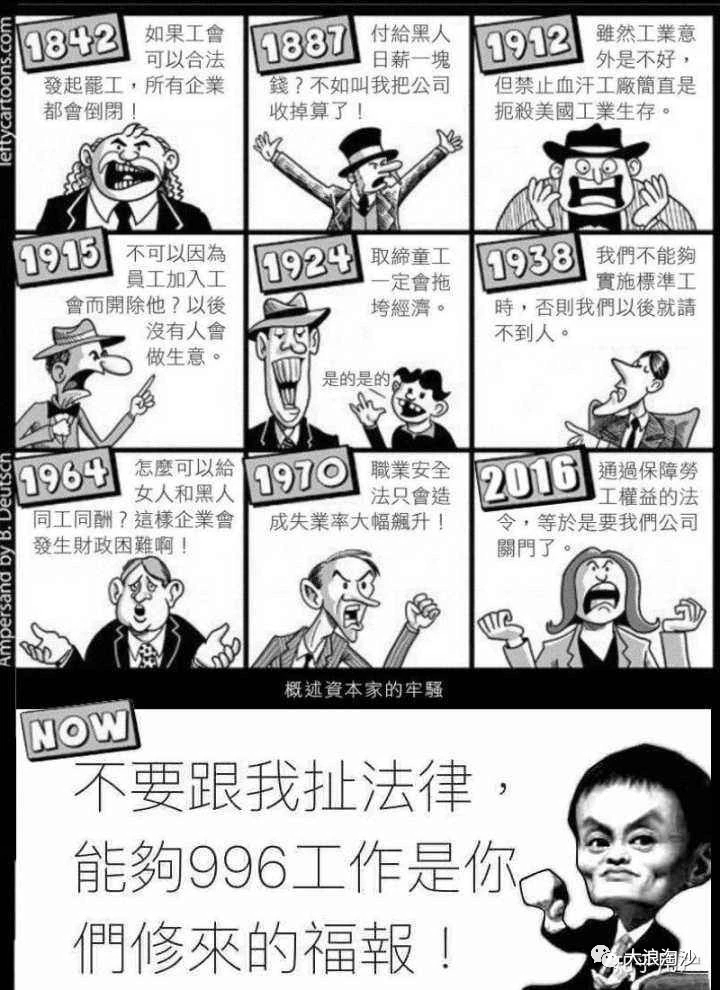 leftycartoons.com
Ampersand by B. Deutsch
1842
如果工會
可以合法
發起罷工，所有企業
都會倒閉！
1887
付給黑人
日薪一塊
錢？不如叫我把公司
收掉算了！
1912
雖然工業意
外是不好，
但禁止血汗工廠簡直是
扼殺美國工業生存。
1915
不可以因為
員工加入工
會而開除他？以後
沒有人會
做生意。
1924
取締童工
一定會拖
垮經濟。
是的是的
1938
我們不能夠
實施標準工
時，否則我們以後就請
不到人。
1964
怎麼可以給
女人和黑人
同工同酬？這樣企業會
發生財政困難啊！
1970
職業安全
法只會造
成失業率大幅飆升！
2016
通過保障勞
工權益的法
令，等於是要我們公司
關門了。
概述資本家的牢騷
NOW
不要跟我扯法律，
能夠996工作是你
們修來的福報！
大浪淘沙